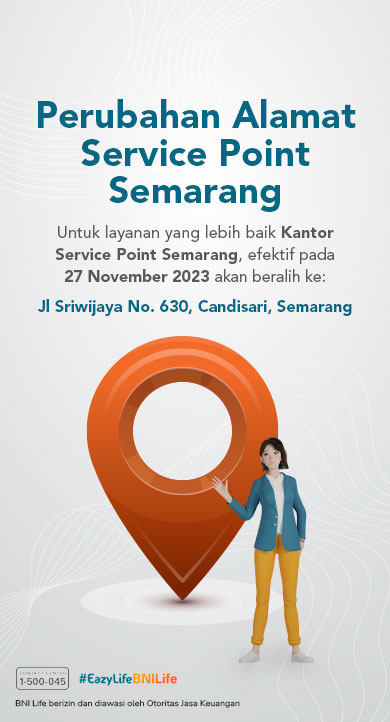 Perubahan Alamat
Service Point
Semarang
Untuk layanan yang lebih baik Kantor
Service Point Semarang, efektif pada
27 November 2023 akan beralih ke:
Jl Sriwijaya No. 630, Candisari, Semarang
CONTACT CENTER
1-500-045
#EazyLifeBNILife
BNI Life berizin dan diawasi oleh Otoritas Jasa Keuangan